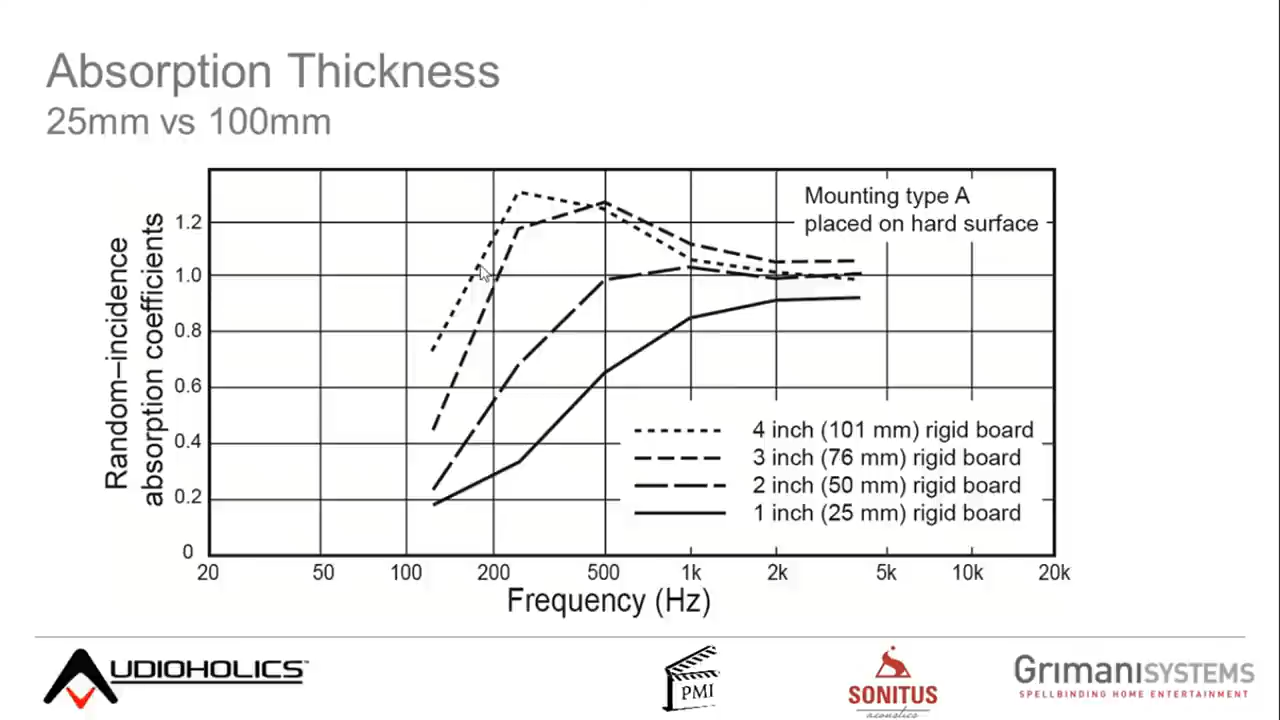 Absorption Thickness
25mm vs 100mm
Random–incidence
absorption coefficients
1.2
1.0
0.8
0.6
0.4
0.2
0
Mounting type A
placed on hard surface
4 inch (101 mm) rigid board
3 inch (76 mm) rigid board
2 inch (50 mm) rigid board
1 inch (25 mm) rigid board
20 50 100 200 500 1k 2k 5k 10k 20k
Frequency (Hz)
AUDIOHOLICS™
PMI
SONITUS
acoustics
GrimaniSYSTEMS
SPELLBINDING HOME ENTERTAINMENT